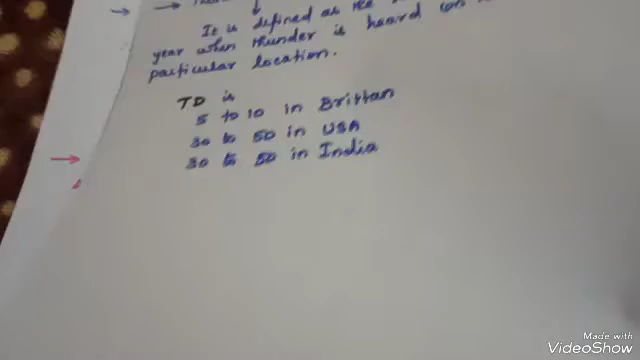 It is defined as the
year when thunder is heard on
particular location.
TD is
5 to 10 in Brittan
30 to 50 in USA
30 to 50 in India
Made with
VideoShow